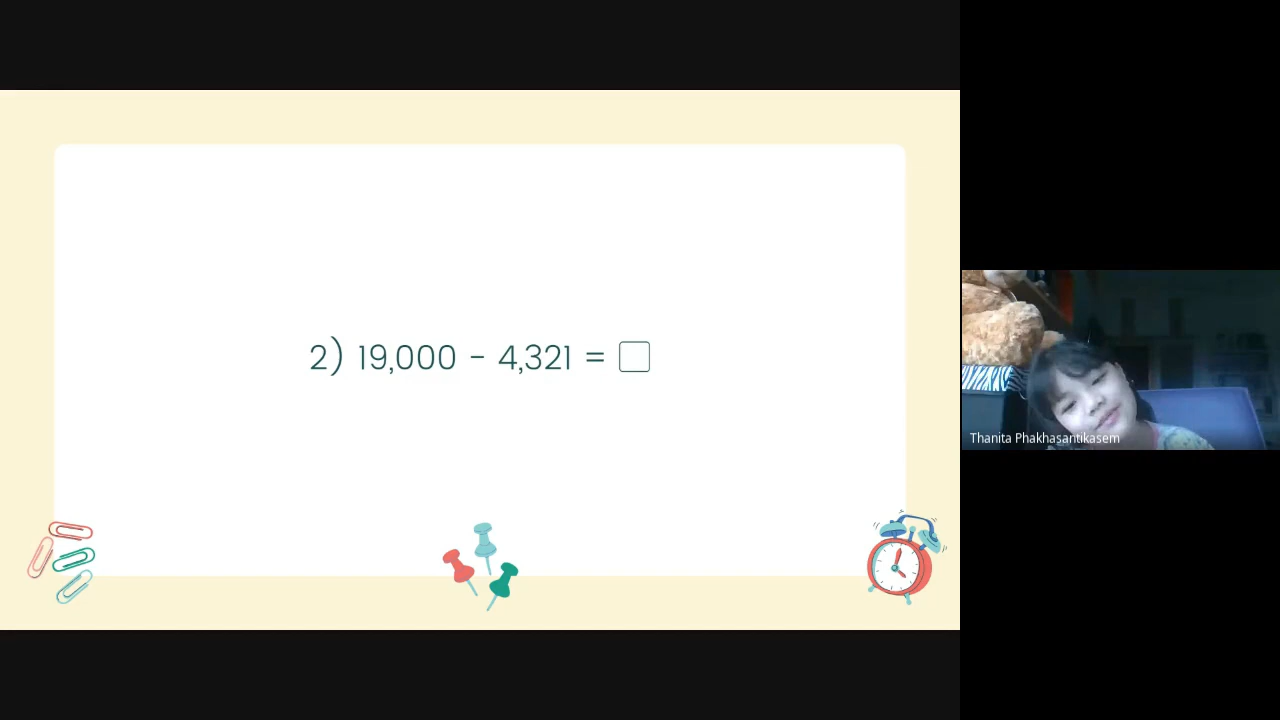 2) 19,000 - 4,321 = □
Thanita Phakhasantikasem